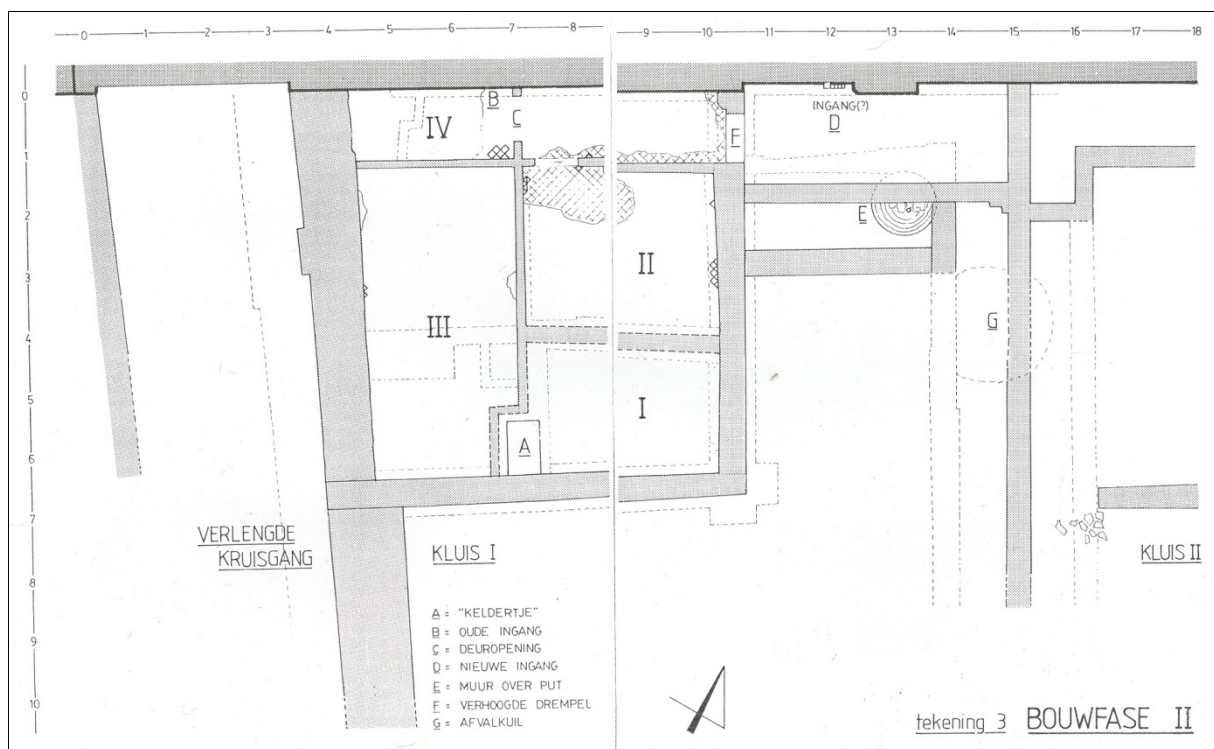 0 1 2 3 4 5 6 7 8 9 10 11 12 13 14 15 16 17 18
0
1
2
3
4
5
6
7
8
9
10
B
C
IV
F
INGANG(?)
D
E
II
III
G
I
A
VERLENGDE
KRUISGANG
KLUIS I
KLUIS II
A = "KELDERTJE"
B = OUDE INGANG
C = DEUROPENING
D = NIEUWE INGANG
E = MUUR OVER PUT
F = VERHOOGDE DREMPEL
G = AFVALKUIL
tekening 3 BOUWFASE II